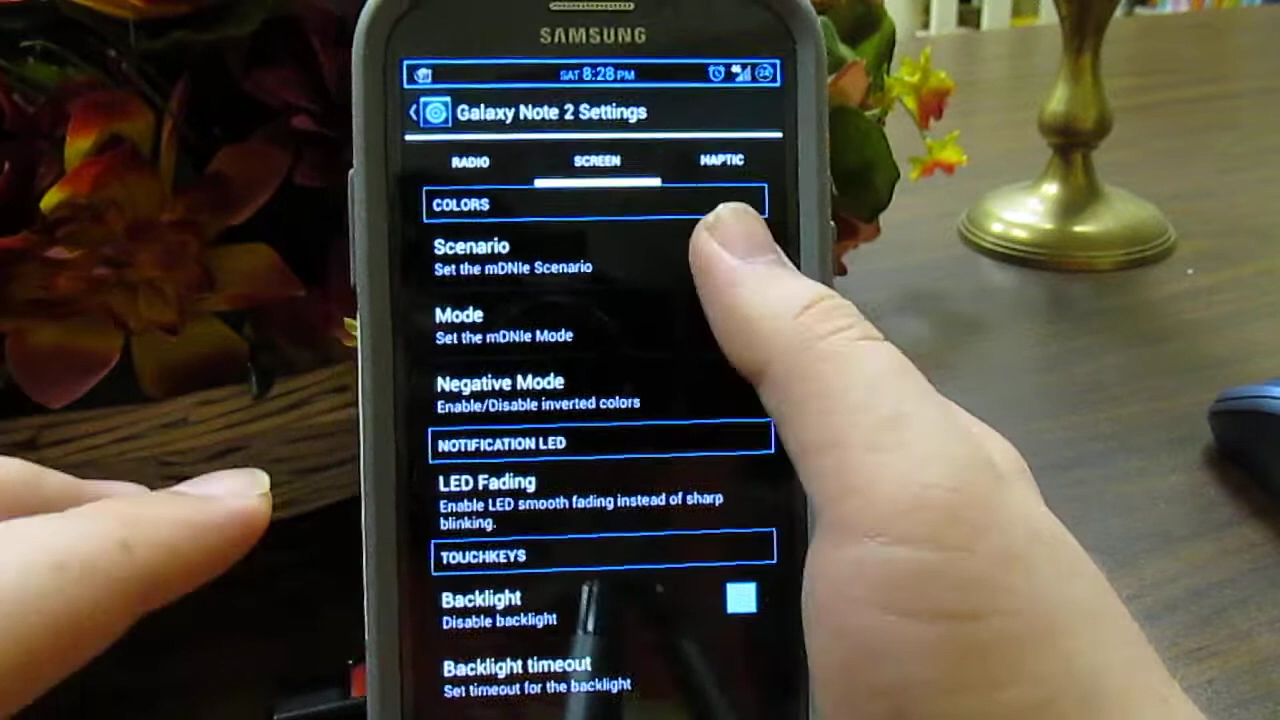 SAMSUNG
SAT 8:28 PM
4G
24
Galaxy Note 2 Settings
RADIO SCREEN HAPTIC
COLORS
Scenario
Set the mDNIe Scenario
Mode
Set the mDNIe Mode
Negative Mode
Enable/Disable inverted colors
NOTIFICATION LED
LED Fading
Enable LED smooth fading instead of sharp
blinking.
TOUCHKEYS
Backlight
Disable backlight
Backlight timeout
Set timeout for the backlight